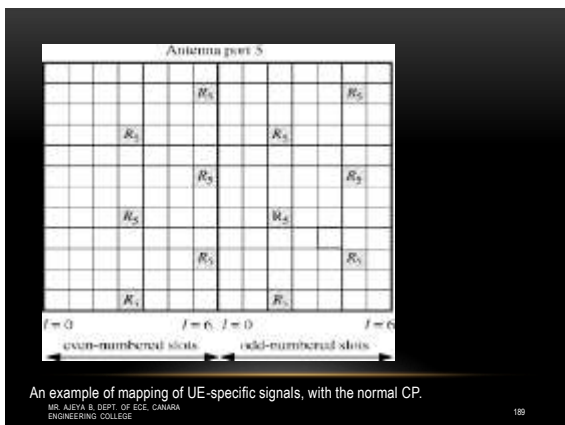 Antenna port 5
R5 R5
R5 R5
R5 R5
R5 R5
R5 R5
R5 R5
l = 0 l = 6 l = 0 l = 6
even-numbered slots odd-numbered slots
An example of mapping of UE-specific signals, with the normal CP.
MR. AJEYA B, DEPT. OF ECE, CANARA
ENGINEERING COLLEGE
189